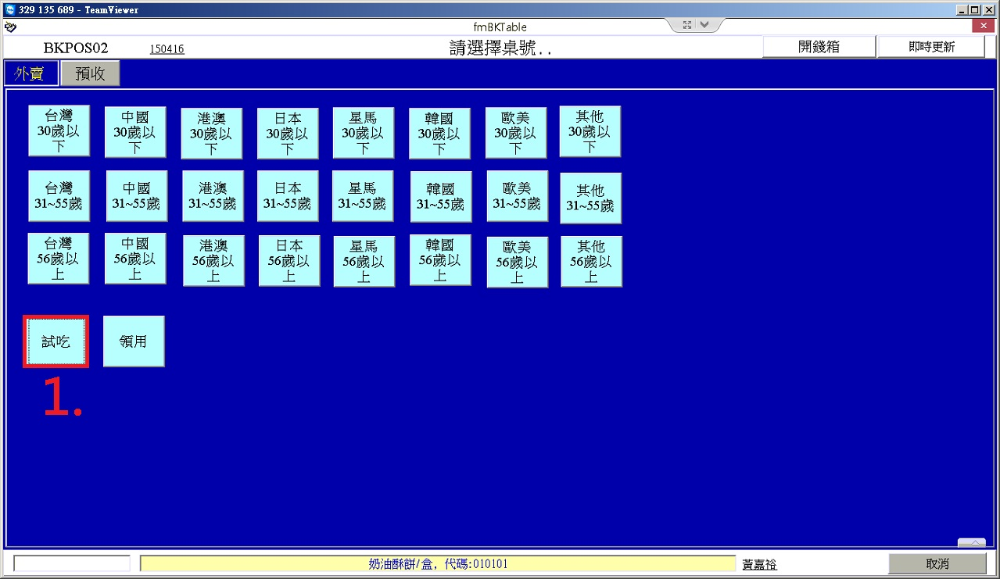 329 135 689 - TeamViewer
fmBKTable
BKPOS02 150416 請選擇桌號.. 開錢箱 即時更新
外賣 預收
台灣
30歲以
下
中國
30歲以
下
港澳
30歲以
下
日本
30歲以
下
星馬
30歲以
下
韓國
30歲以
下
歐美
30歲以
下
其他
30歲以
下
台灣
31~55歲
中國
31~55歲
港澳
31~55歲
日本
31~55歲
星馬
31~55歲
韓國
31~55歲
歐美
31~55歲
其他
31~55歲
台灣
56歲以
上
中國
56歲以
上
港澳
56歲以
上
日本
56歲以
上
星馬
56歲以
上
韓國
56歲以
上
歐美
56歲以
上
其他
56歲以
上
試吃 領用
1.
奶油酥餅/盒, 代碼:010101 黃嘉裕 取消